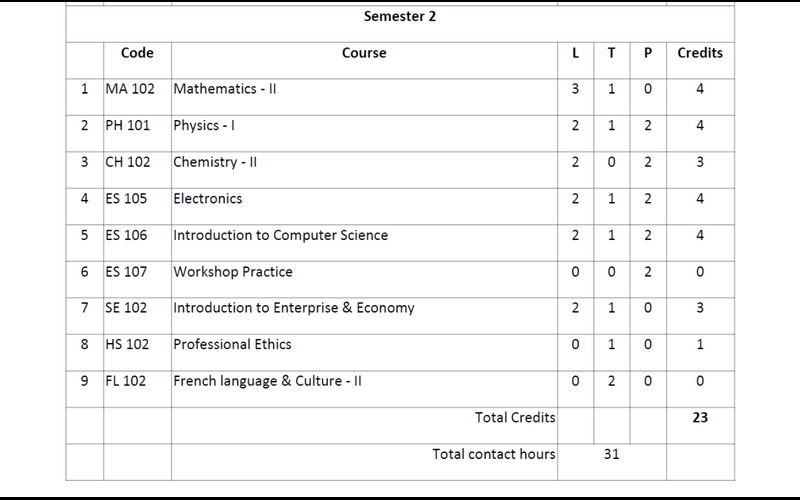 Semester 2
Code Course L T P Credits
1 MA 102 Mathematics - II 3 1 0 4
2 PH 101 Physics - I 2 1 2 4
3 CH 102 Chemistry - II 2 0 2 3
4 ES 105 Electronics 2 1 2 4
5 ES 106 Introduction to Computer Science 2 1 2 4
6 ES 107 Workshop Practice 0 0 2 0
7 SE 102 Introduction to Enterprise & Economy 2 1 0 3
8 HS 102 Professional Ethics 0 1 0 1
9 FL 102 French language & Culture - II 0 2 0 0
Total Credits 23
Total contact hours 31